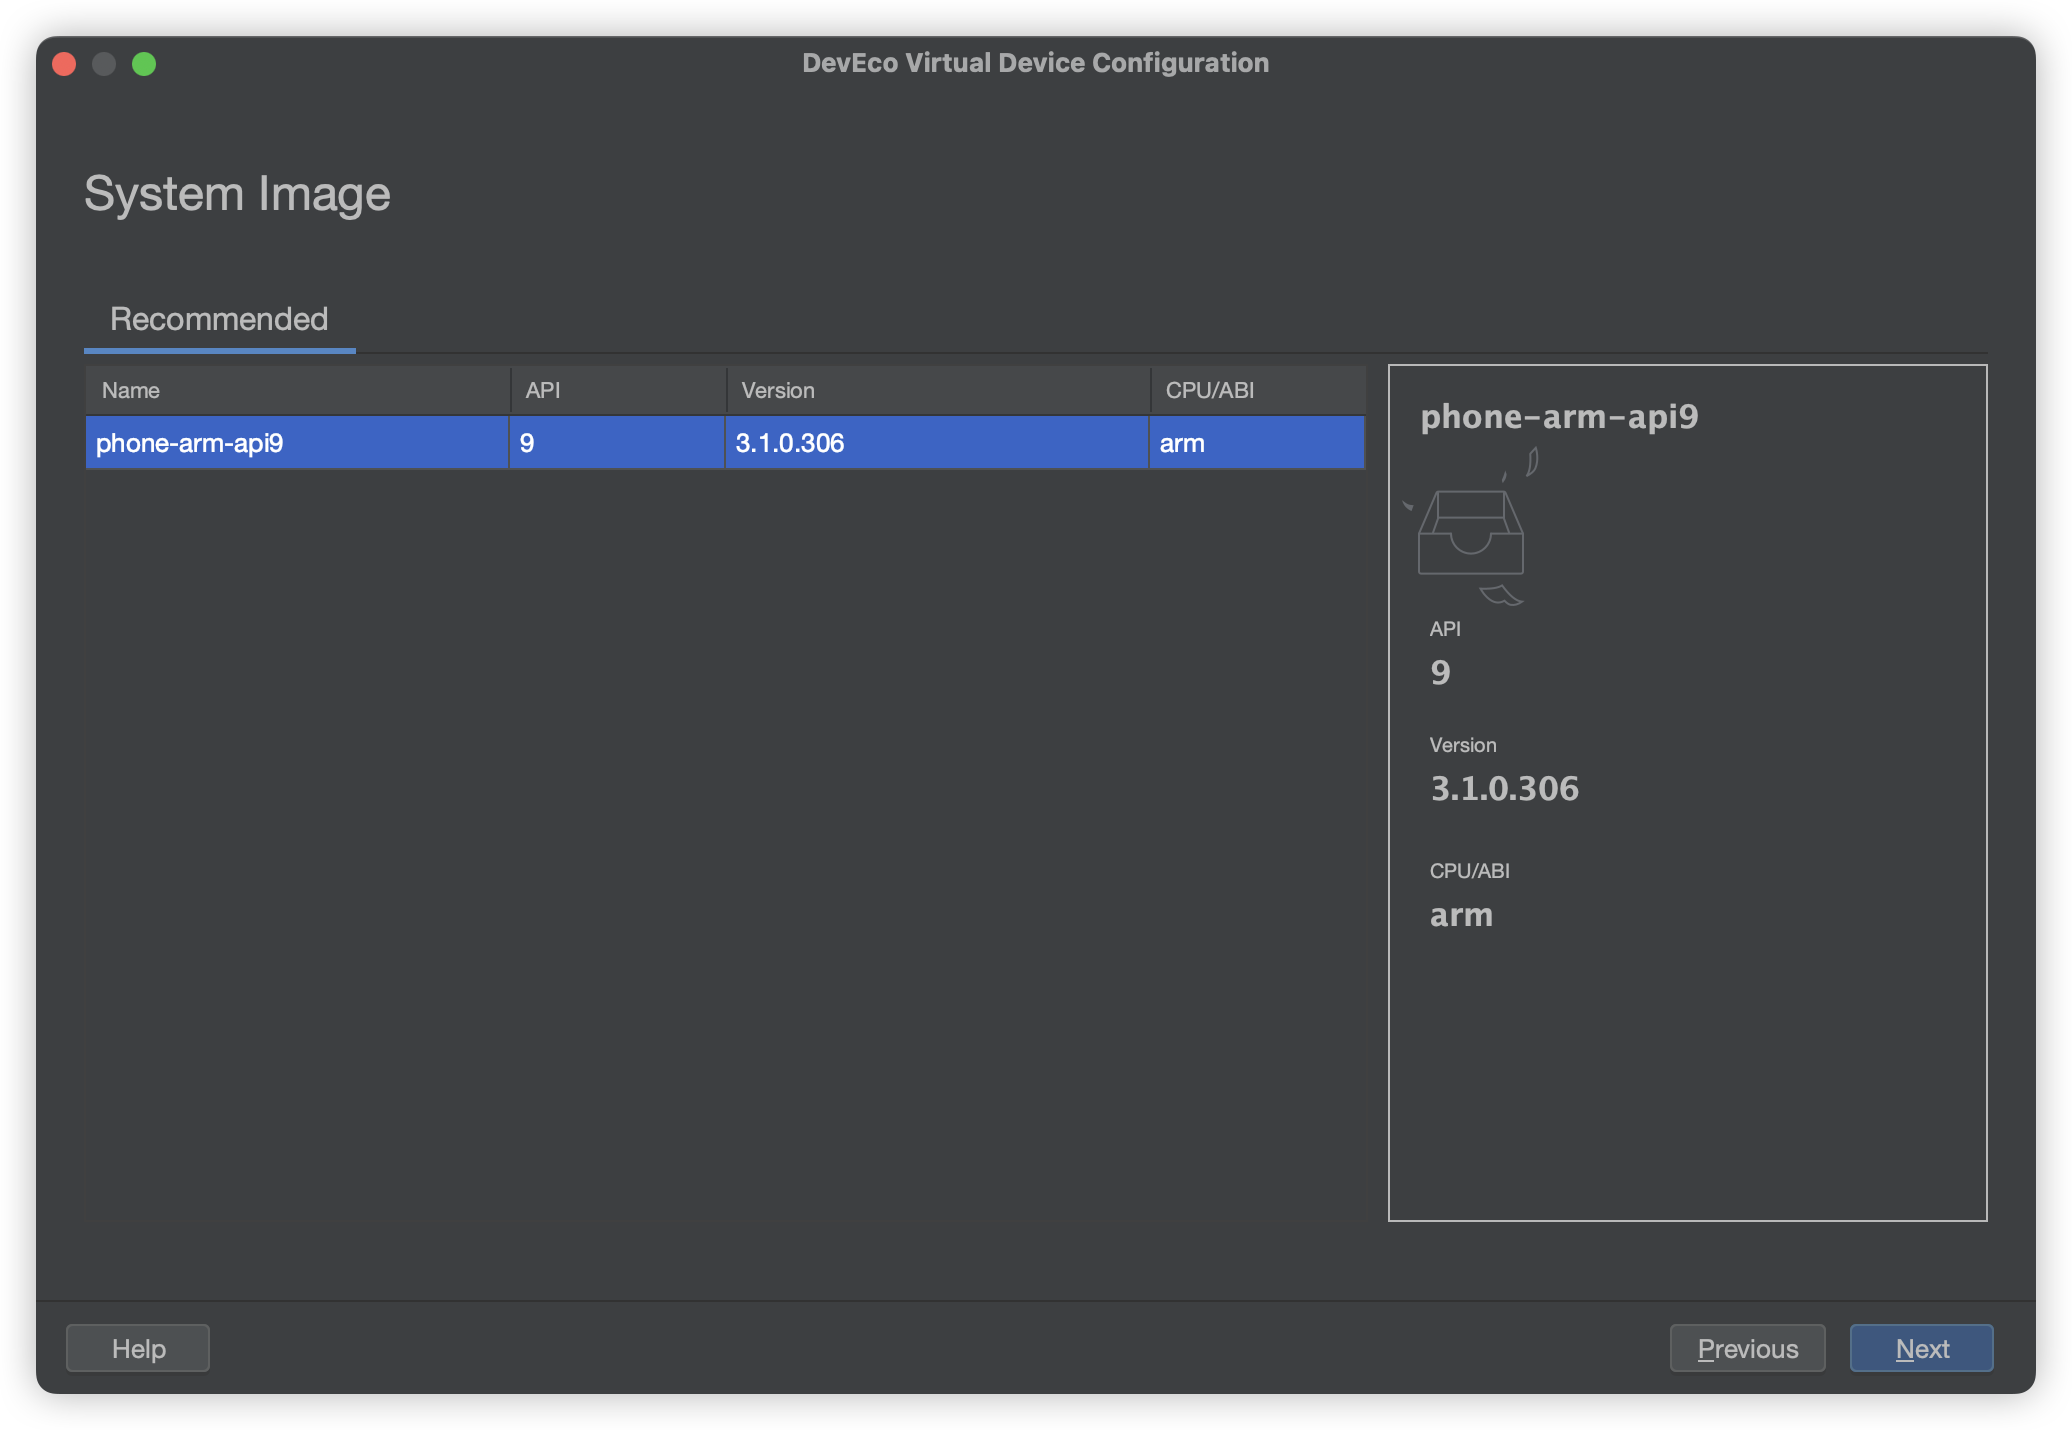 DevEco Virtual Device Configuration
System Image
Recommended
Name API Version CPU/ABI
phone-arm-api9 9 3.1.0.306 arm
phone-arm-api9
API
9
Version
3.1.0.306
CPU/ABI
arm
Help Previous Next